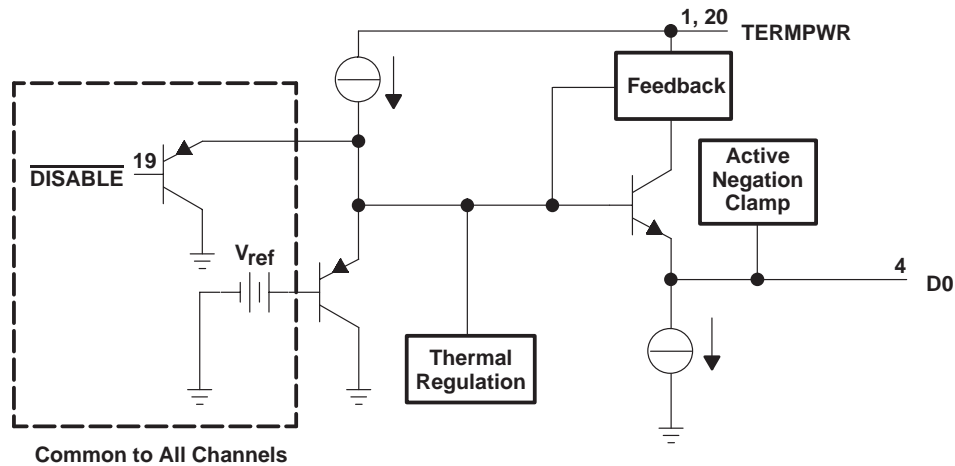 1, 20
TERMPWR
Feedback
19
DISABLE
Active
Negation
Clamp
Vref
4
D0
Thermal
Regulation
Common to All Channels